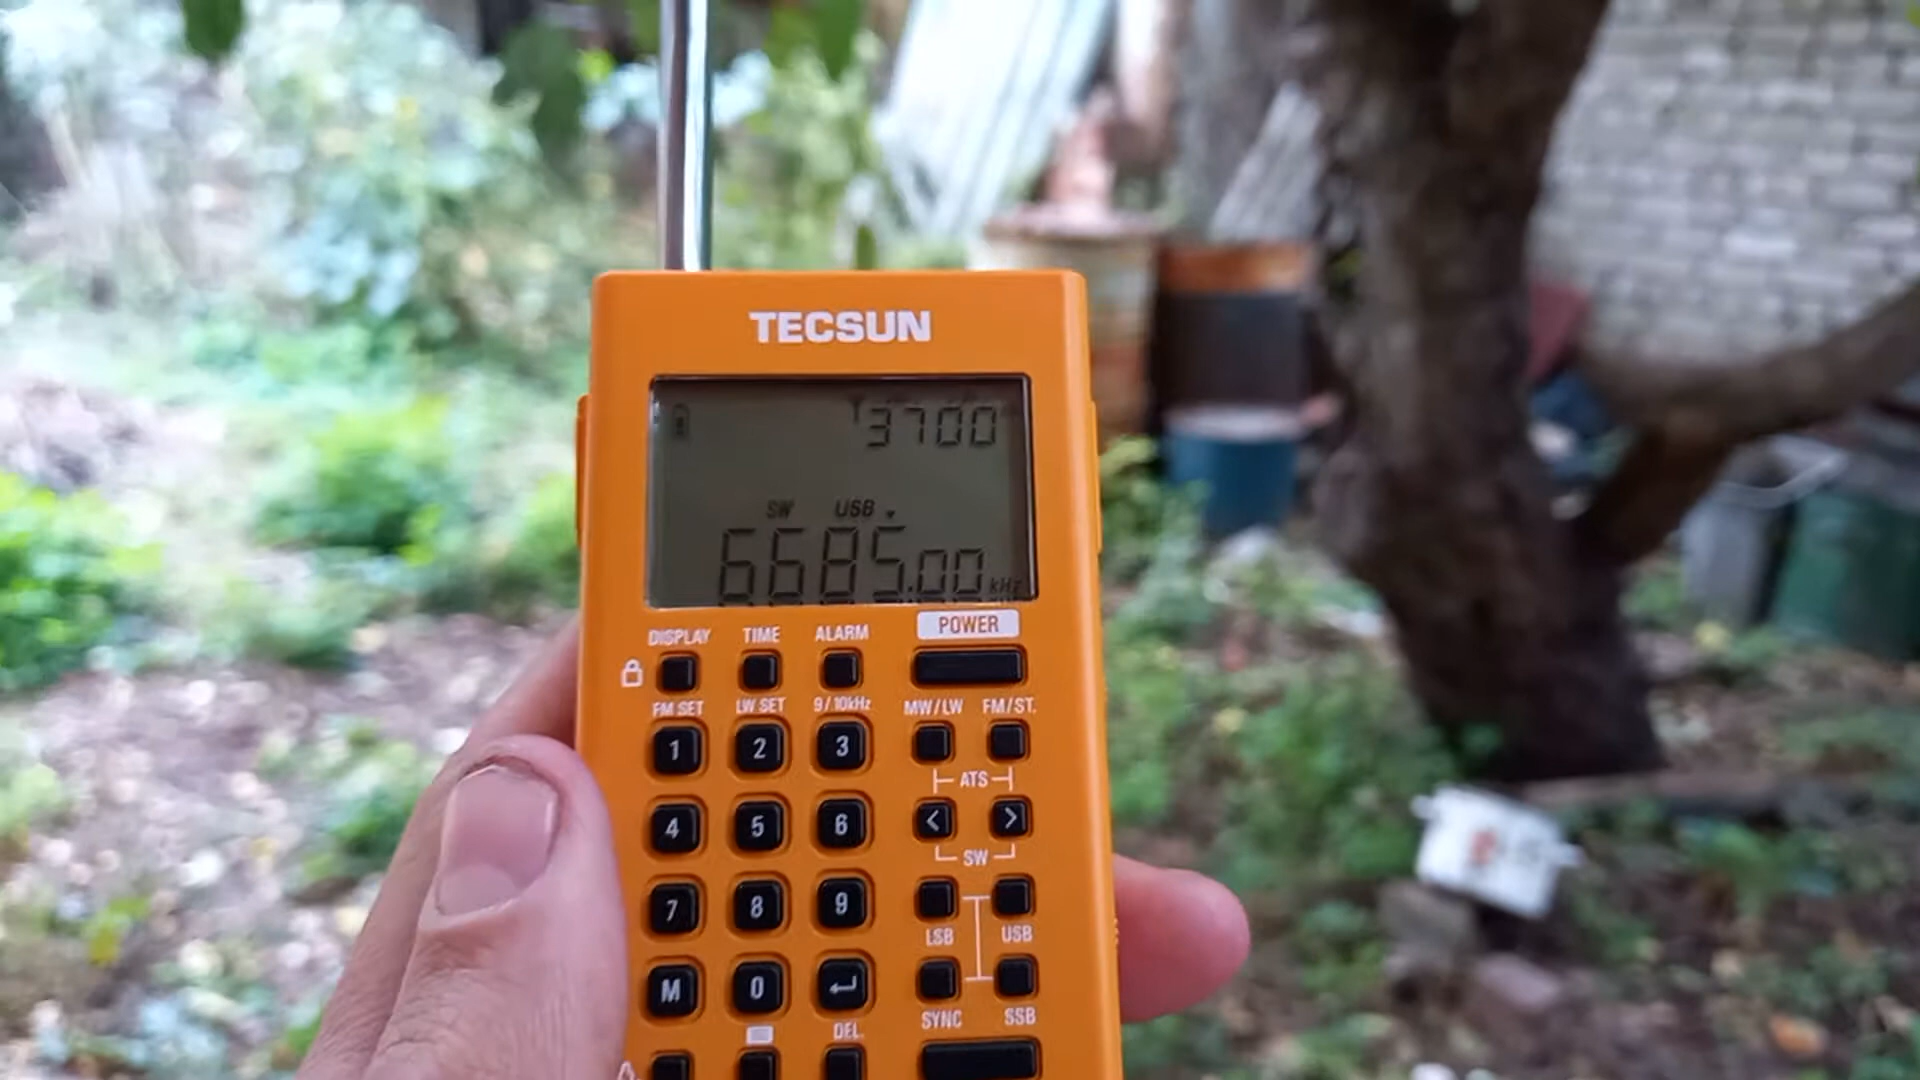 TECSUN
3700
SW USB
6685.00 kHz
DISPLAY TIME ALARM POWER
FM SET LW SET 9/10kHz MW/LW FM/ST.
1 2 3
ATS
4 5 6 < >
SW
7 8 9
LSB USB
M 0
SYNC SSB
DEL